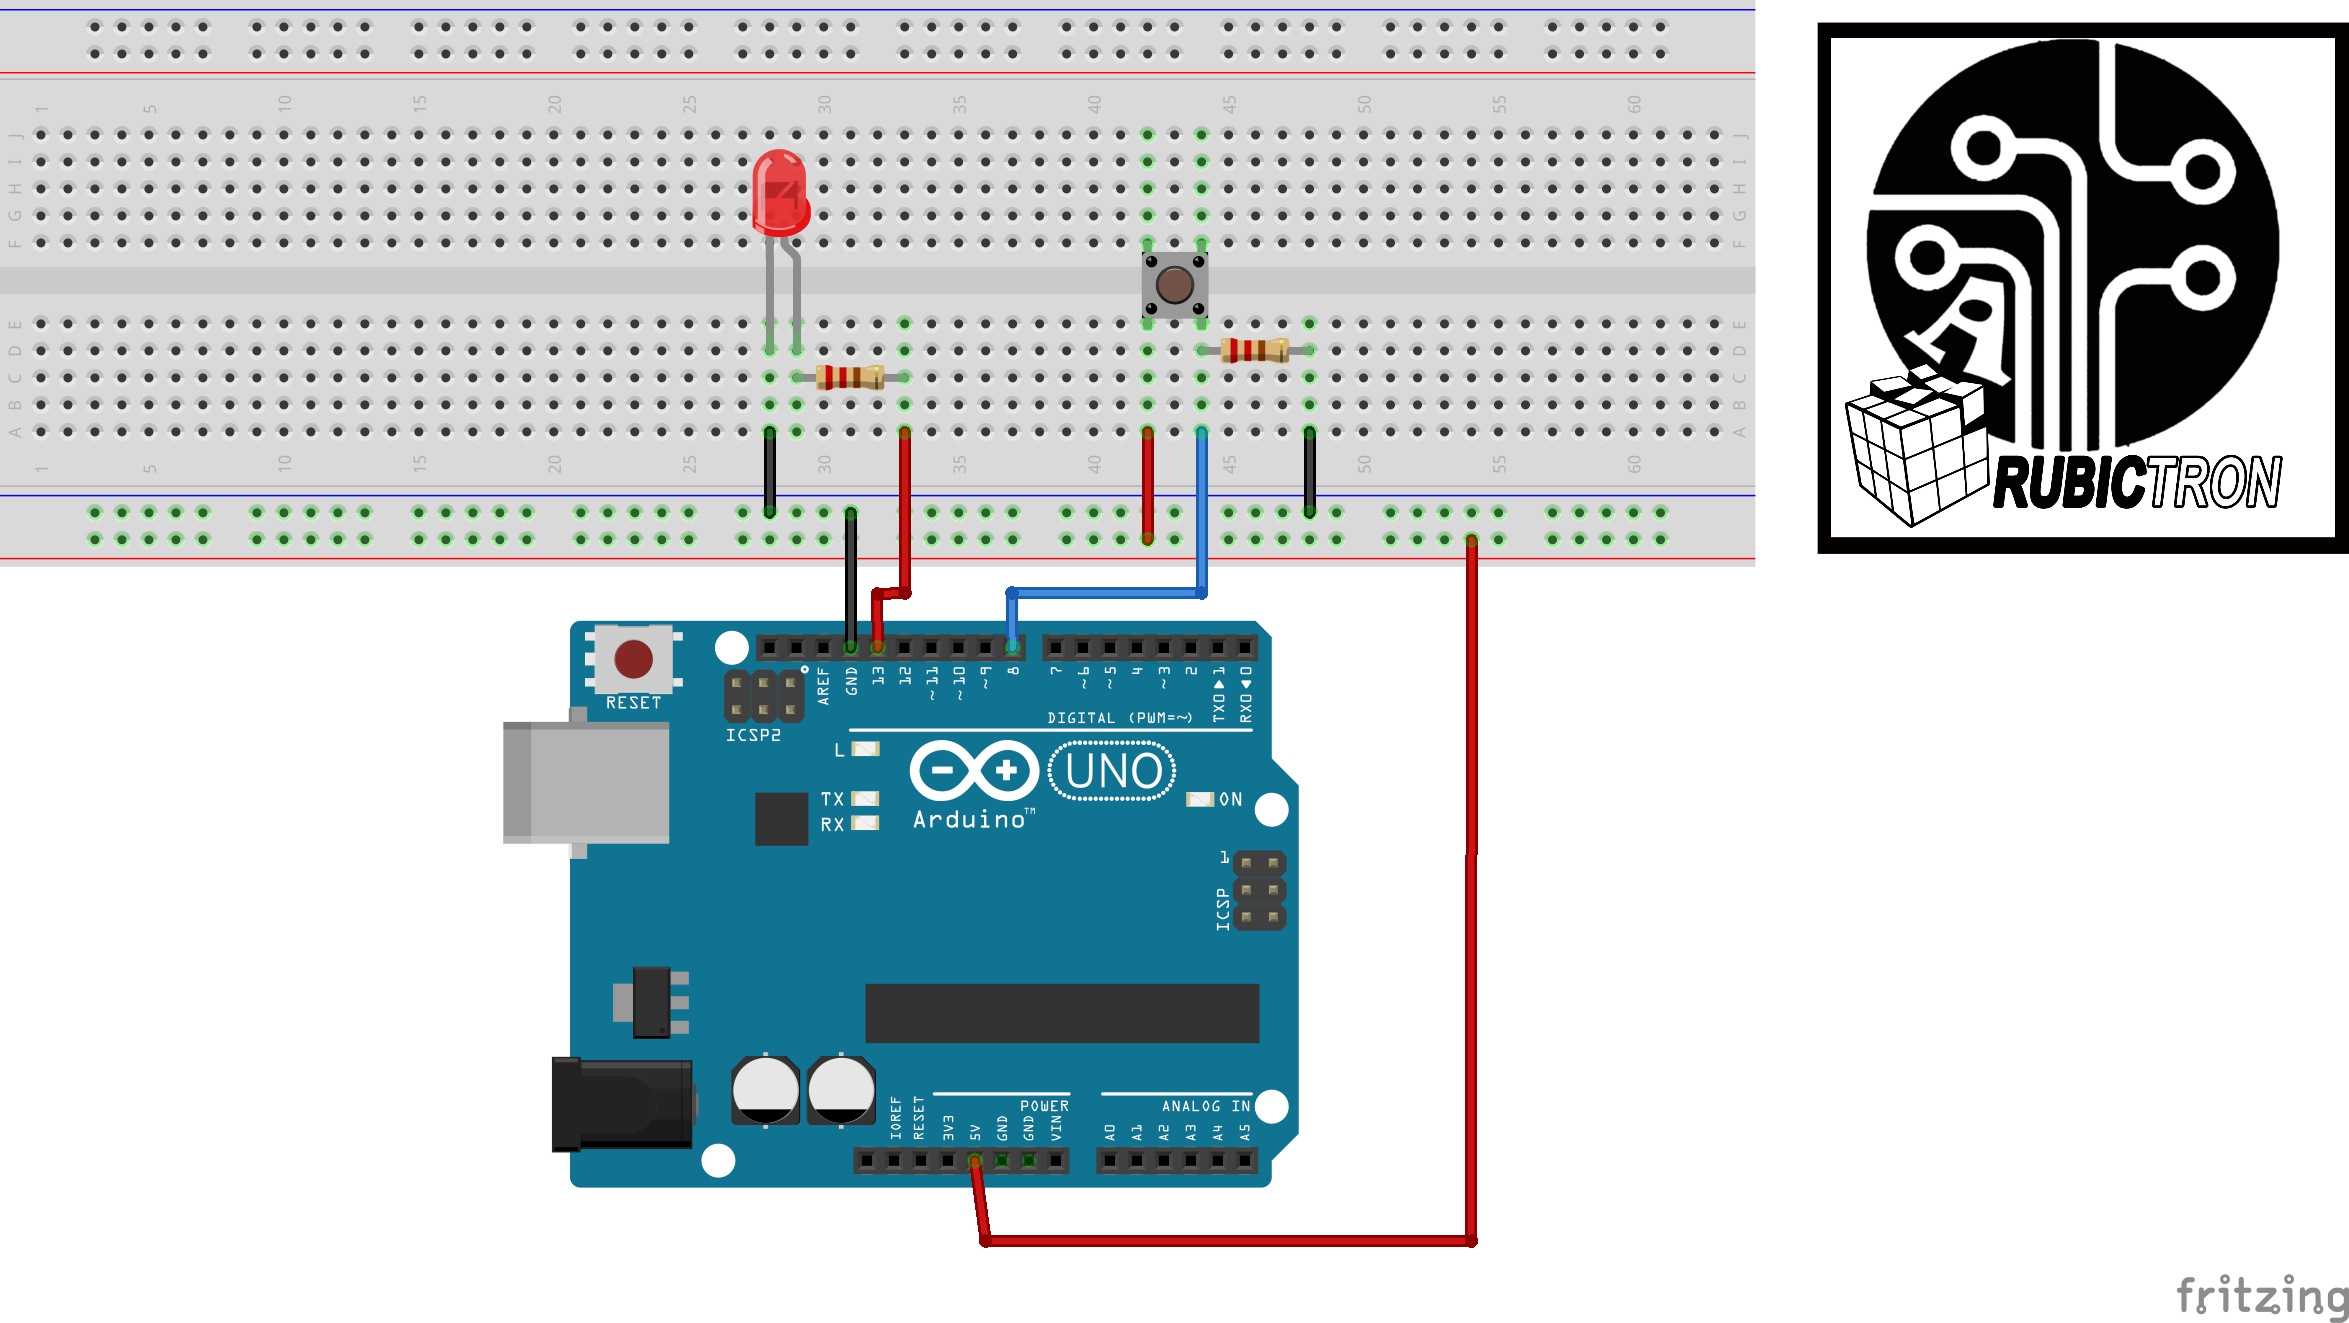 1 5 10 15 20 25 30 35 40 45 50 55 60
J J
I I
H H
G G
F F
E E
D D
C C
B B
A A
1 5 10 15 20 25 30 35 40 45 50 55 60
A
RUBICTRON
RESET
ICSP2
AREF GND 13 12 ~11 ~10 ~9 8 7 ~6 ~5 4 ~3 2 TX0▶1 RX0◀0
DIGITAL (PWM=~)
L
TX
RX
Arduino™
UNO
ON
1
ICSP
POWER
ANALOG IN
IOREF RESET 3V3 5V GND GND VIN A0 A1 A2 A3 A4 A5
fritzing